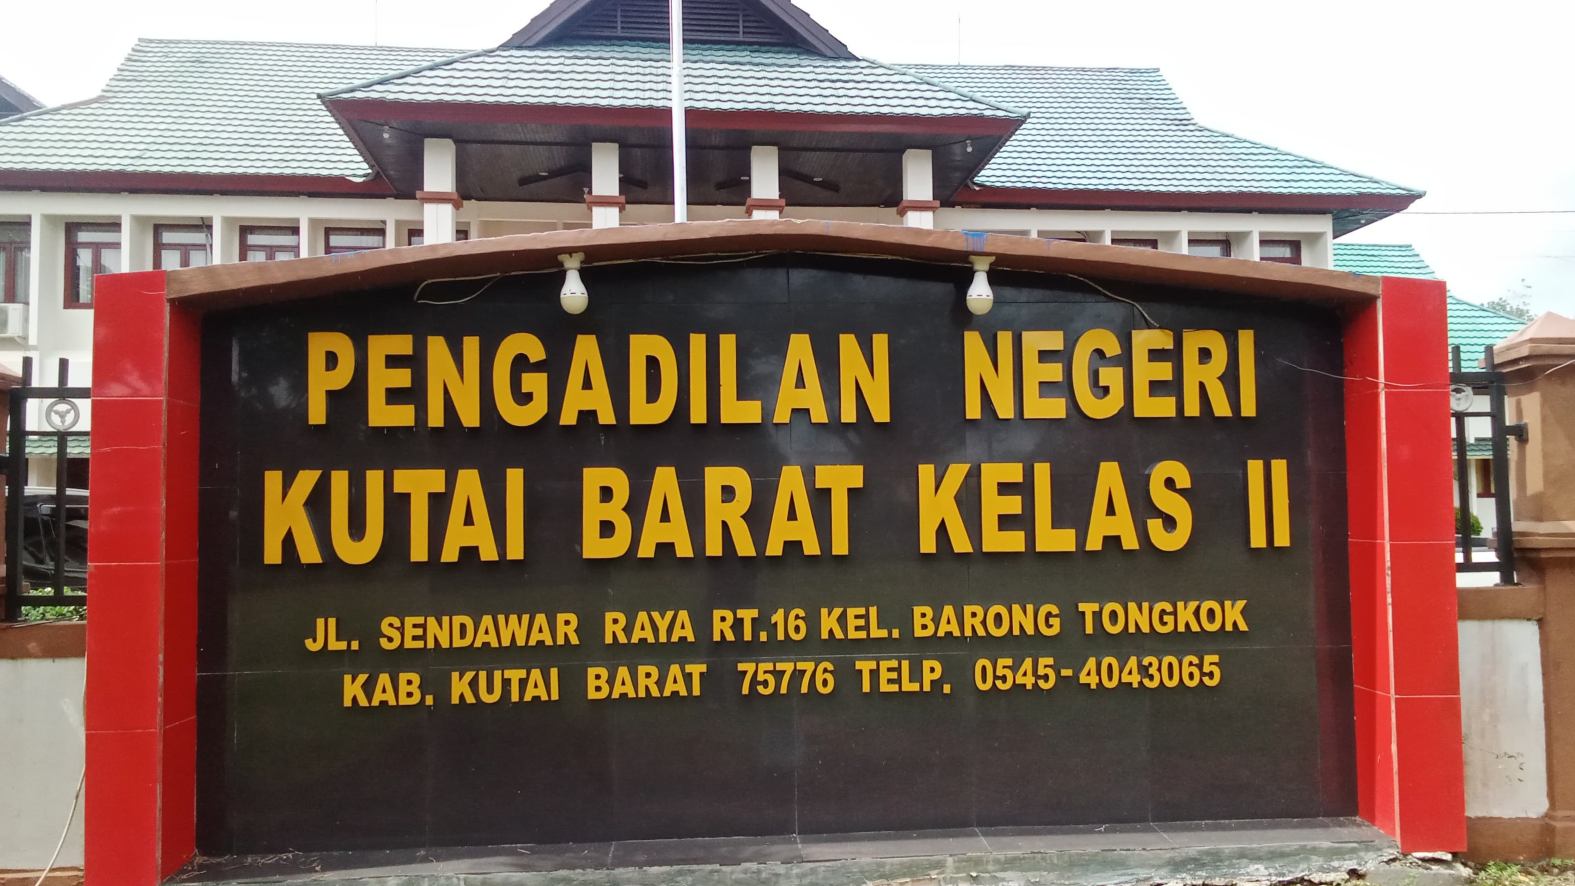 PENGADILAN NEGERI
KUTAI BARAT KELAS II
JL. SENDAWAR RAYA RT.16 KEL. BARONG TONGKOK
KAB. KUTAI BARAT 75776 TELP. 0545-4043065